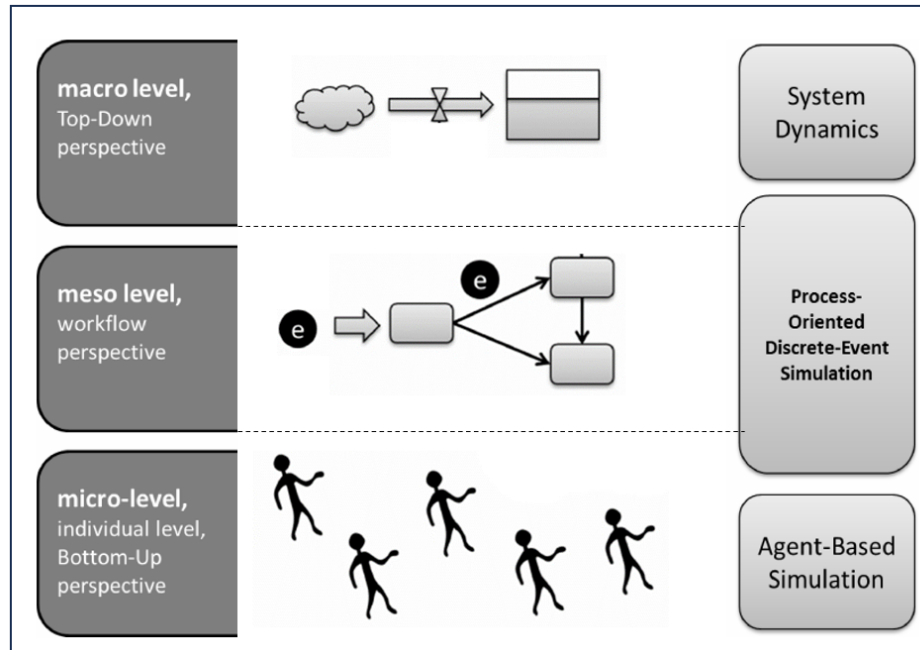 macro level,
Top-Down
perspective
System
Dynamics
meso level,
workflow
perspective
e
e
Process-
Oriented
Discrete-Event
Simulation
micro-level,
individual level,
Bottom-Up
perspective
Agent-Based
Simulation